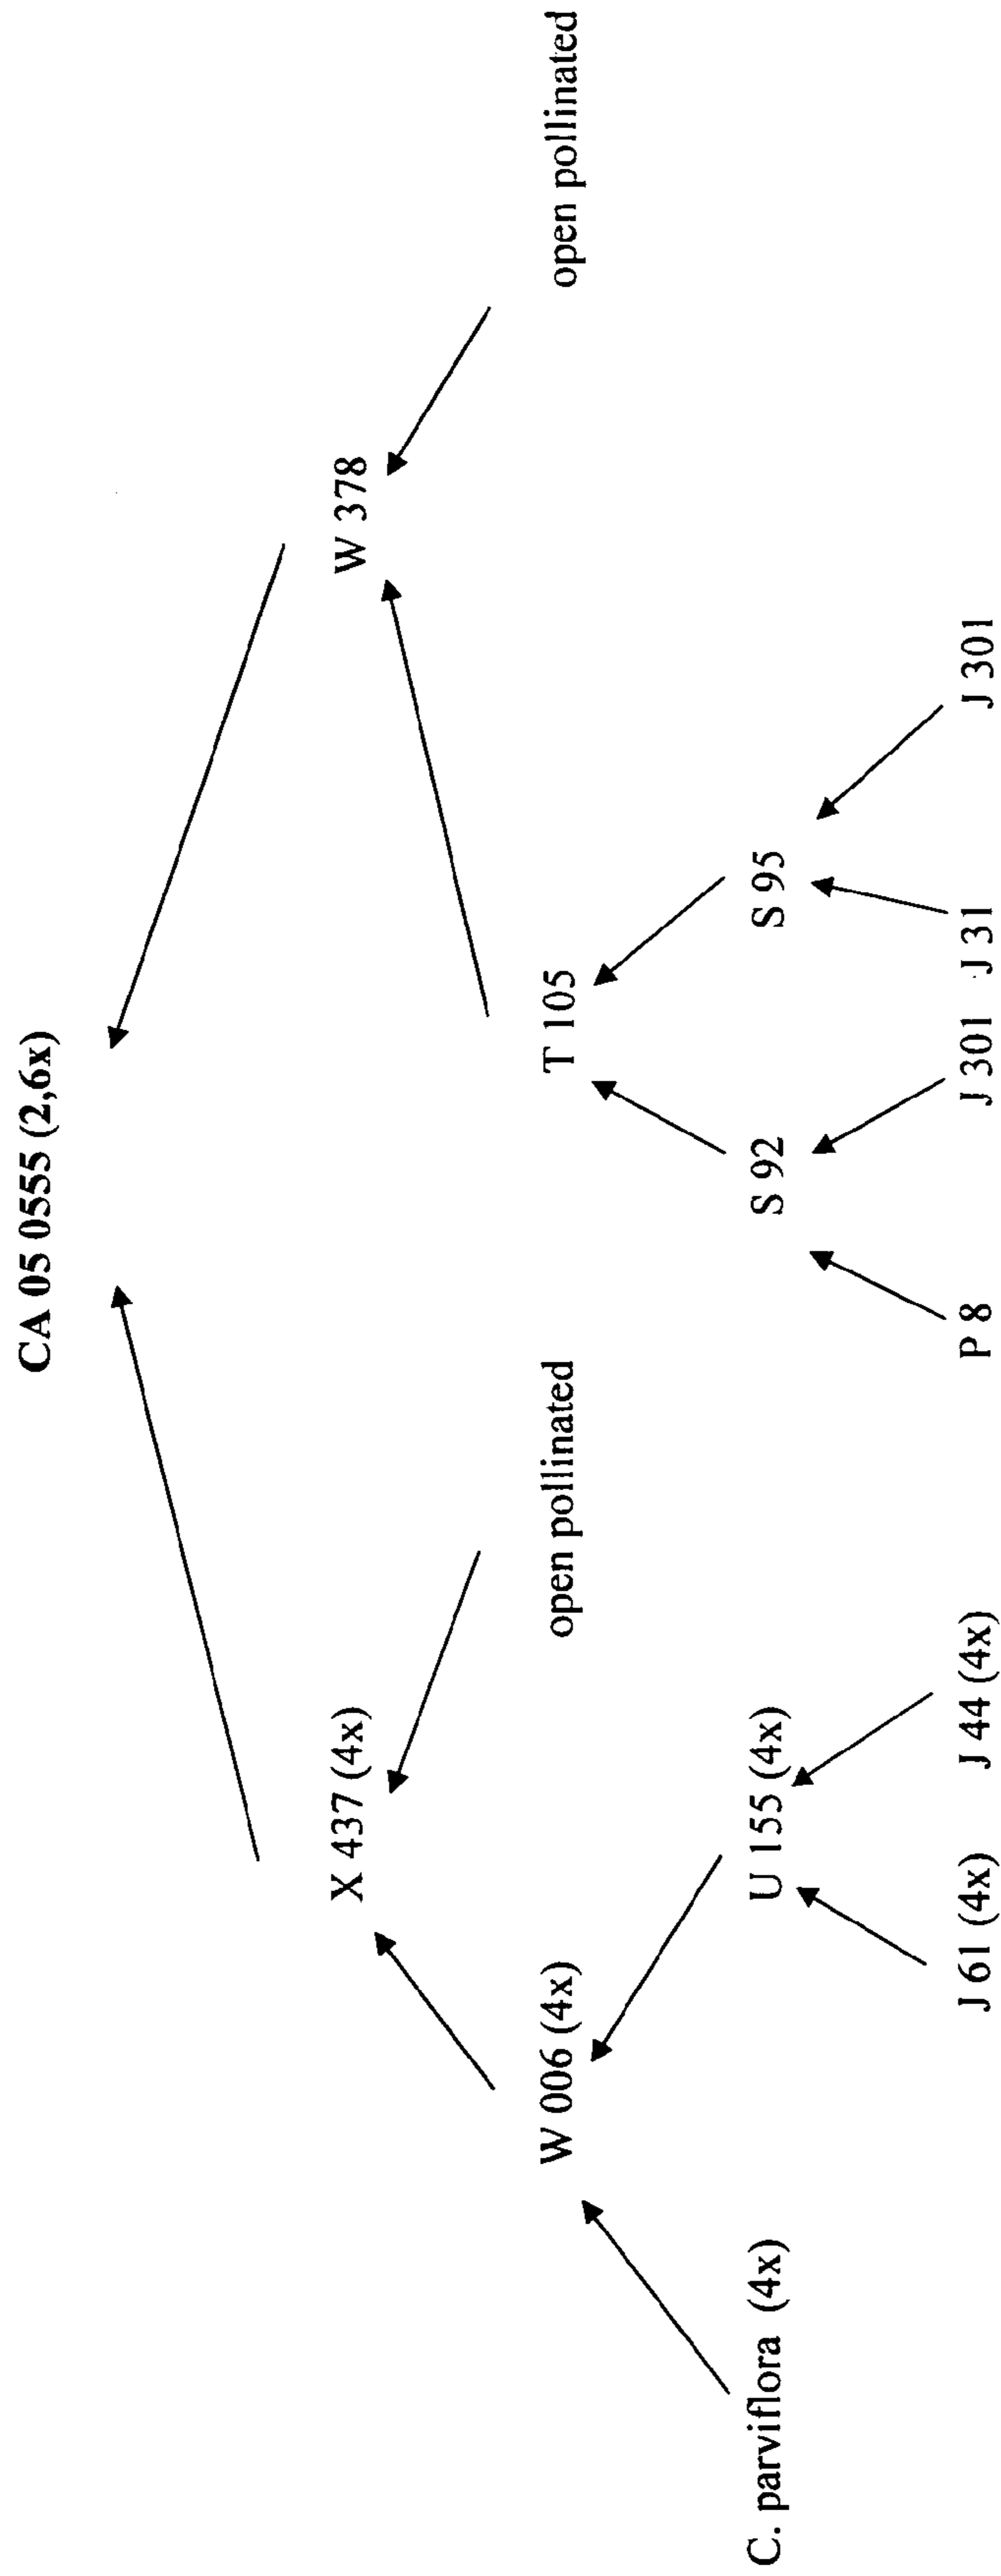 CA 05 0555 (2,6x)
X 437 (4x)
W 378
W 006 (4x)
open pollinated
T 105
open pollinated
C. parviflora (4x)
U 155 (4x)
S 92
S 95
J 61 (4x)
J 44 (4x)
P 8
J 301
J 31
J 301